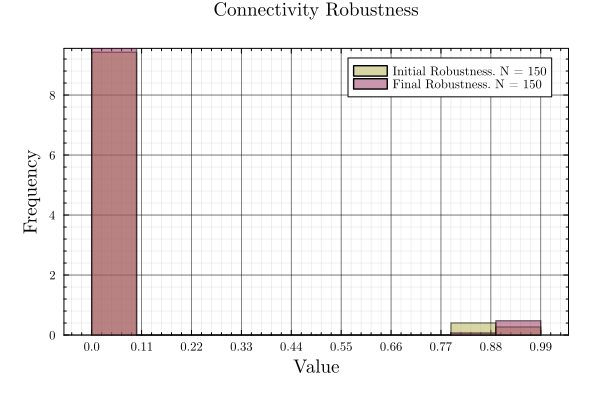 Connectivity Robustness
Initial Robustness. N = 150
Final Robustness. N = 150
8
6
4
2
0
Frequency
0.0 0.11 0.22 0.33 0.44 0.55 0.66 0.77 0.88 0.99
Value